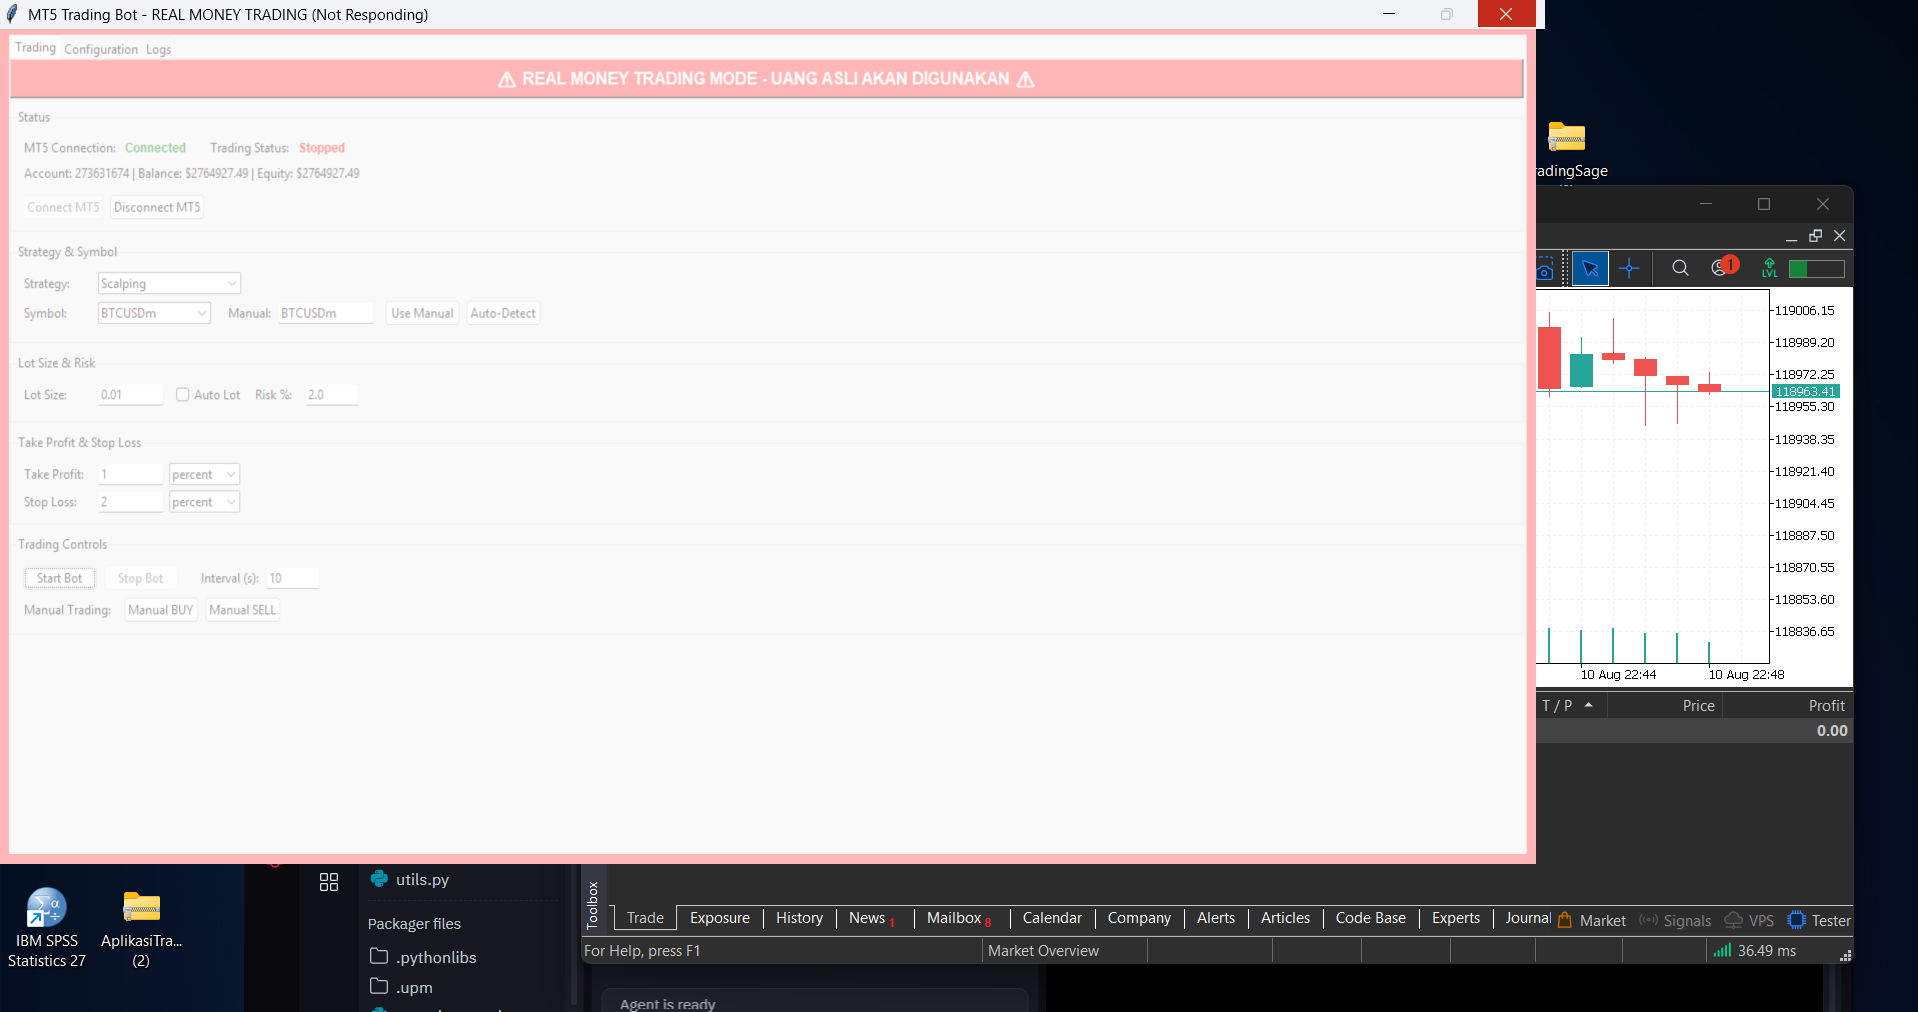 MT5 Trading Bot - REAL MONEY TRADING (Not Responding)
Trading Configuration Logs
⚠ REAL MONEY TRADING MODE - UANG ASLI AKAN DIGUNAKAN ⚠
Status
MT5 Connection: Connected Trading Status: Stopped
Account: 273631674 | Balance: $2764927.49 | Equity: $2764927.49
Connect MT5 Disconnect MT5
Strategy & Symbol
Strategy: Scalping
Symbol: BTCUSDm Manual: BTCUSDm Use Manual Auto-Detect
Lot Size & Risk
Lot Size: 0.01 Auto Lot Risk %: 2.0
Take Profit & Stop Loss
Take Profit: 1 percent
Stop Loss: 2 percent
Trading Controls
Start Bot Stop Bot Interval (s): 10
Manual Trading: Manual BUY Manual SELL
radingSage
1
LVL
119006.15
118989.20
118972.25
118963.41
118955.30
118938.35
118921.40
118904.45
118887.50
118870.55
118853.60
118836.65
10 Aug 22:44 10 Aug 22:48
T / P Price Profit
0.00
utils.py
Packager files
.pythonlibs
.upm
IBM SPSS
Statistics 27
AplikasiTra...
(2)
Toolbox
Trade Exposure History News 1 Mailbox 8 Calendar Company Alerts Articles Code Base Experts Journal Market Signals VPS Tester
For Help, press F1 Market Overview 36.49 ms
Agent is ready